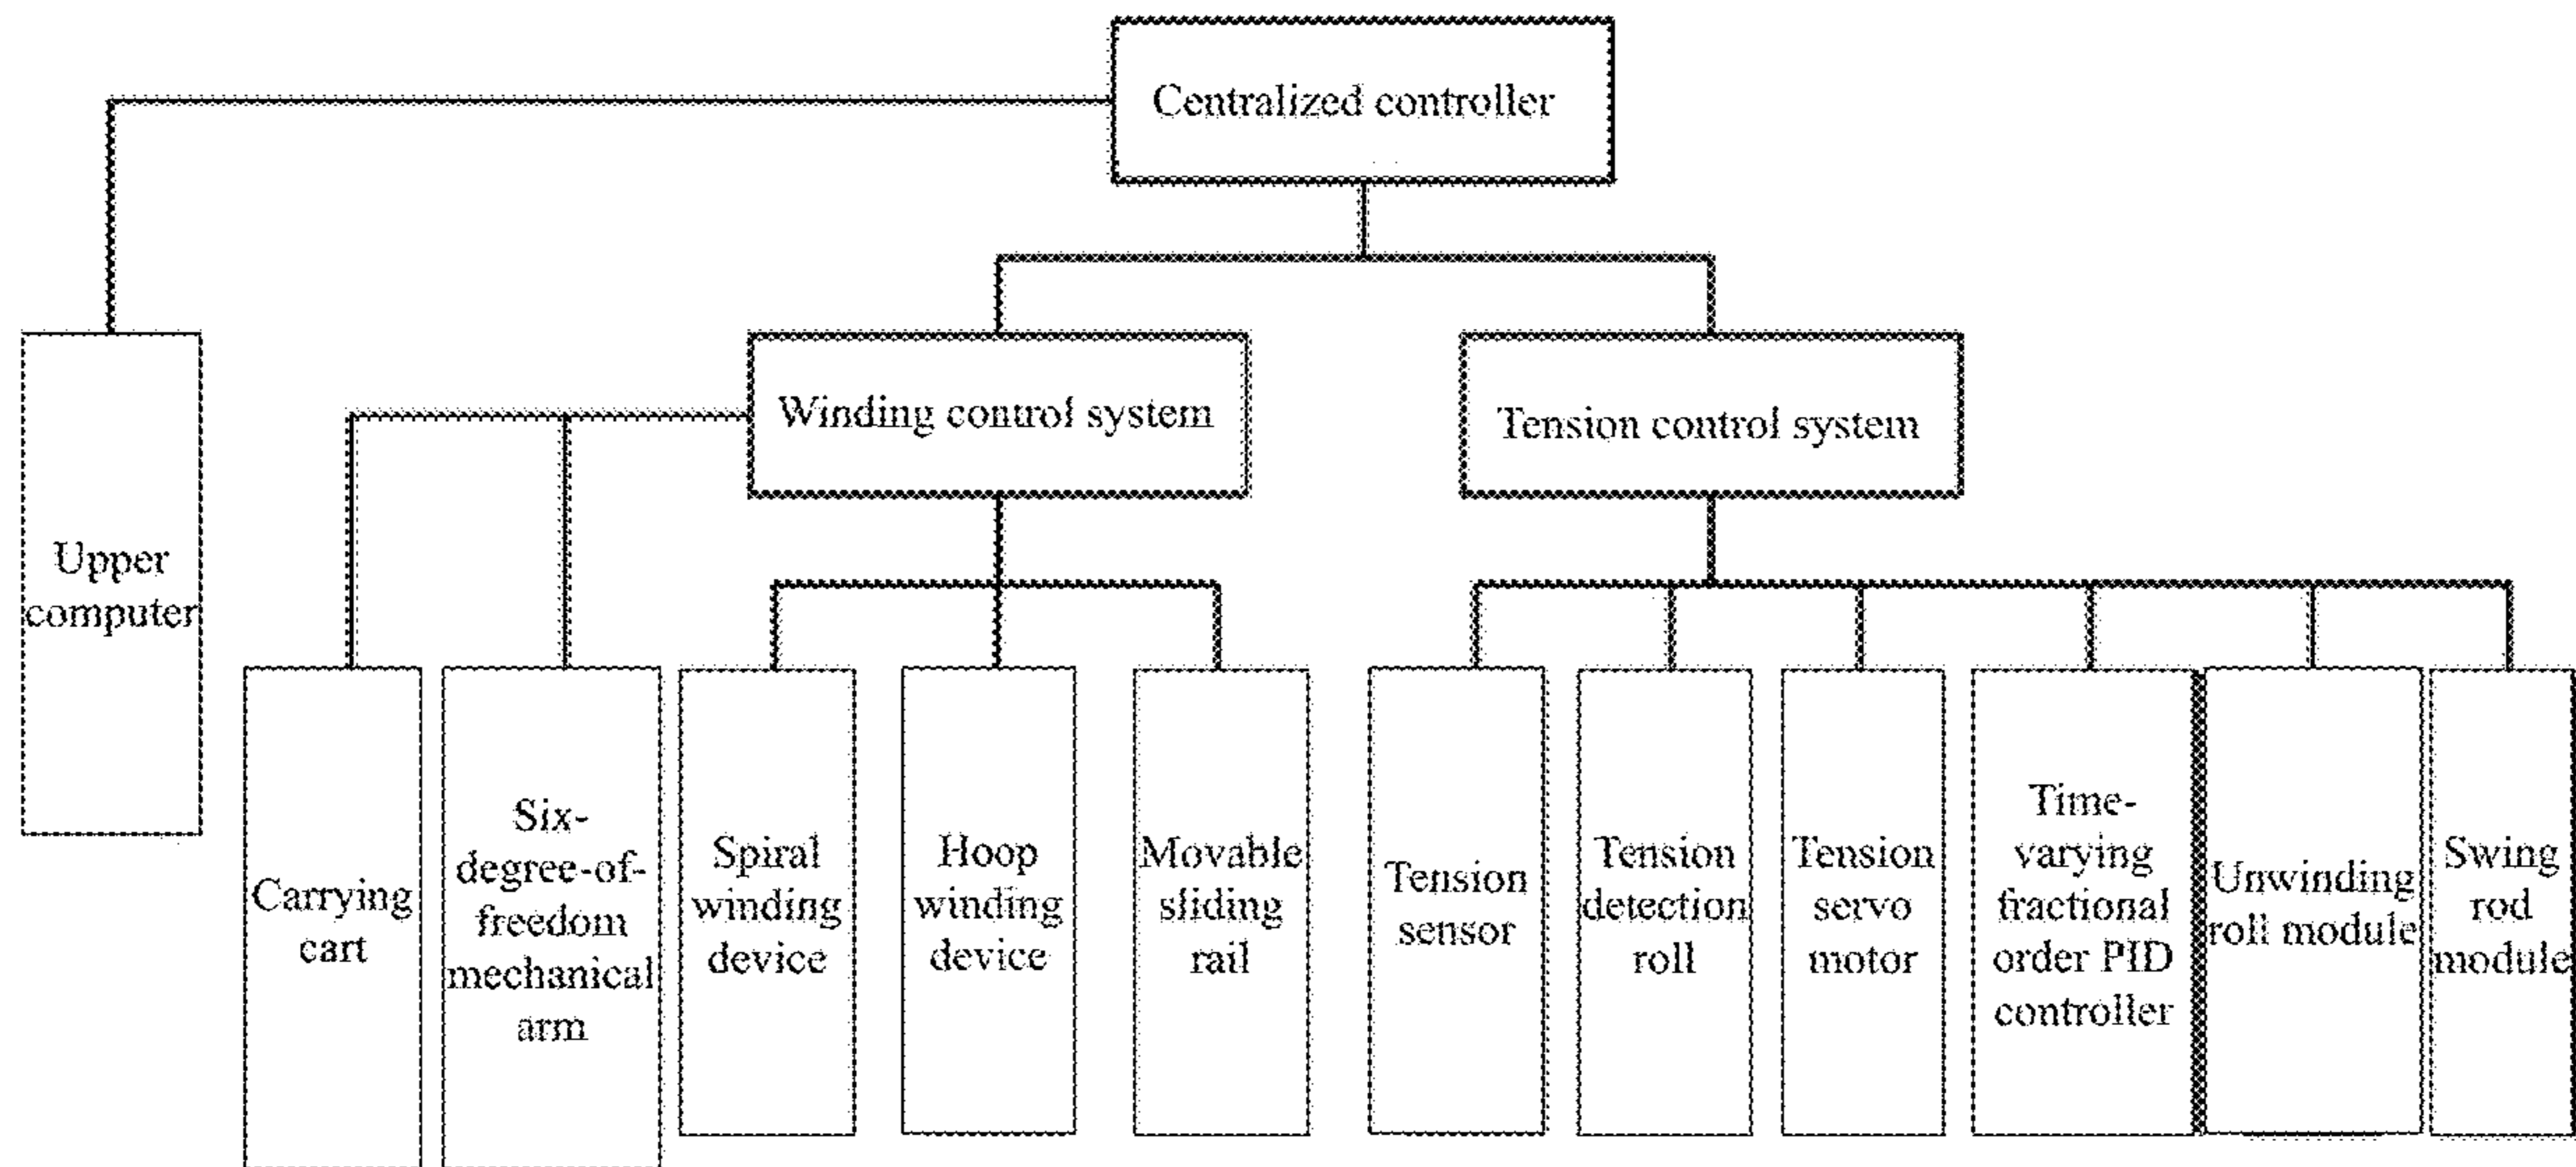 Centralized controller
Winding control system
Tension control system
Upper
computer
Carrying
cart
Six-
degree-of-
freedom
mechanical
arm
Spiral
winding
device
Hoop
winding
device
Movable
sliding
rail
Tension
sensor
Tension
detection
roll
Tension
servo
motor
Time-
varying
fractional
order PID
controller
Unwinding
roll module
Swing
rod
module